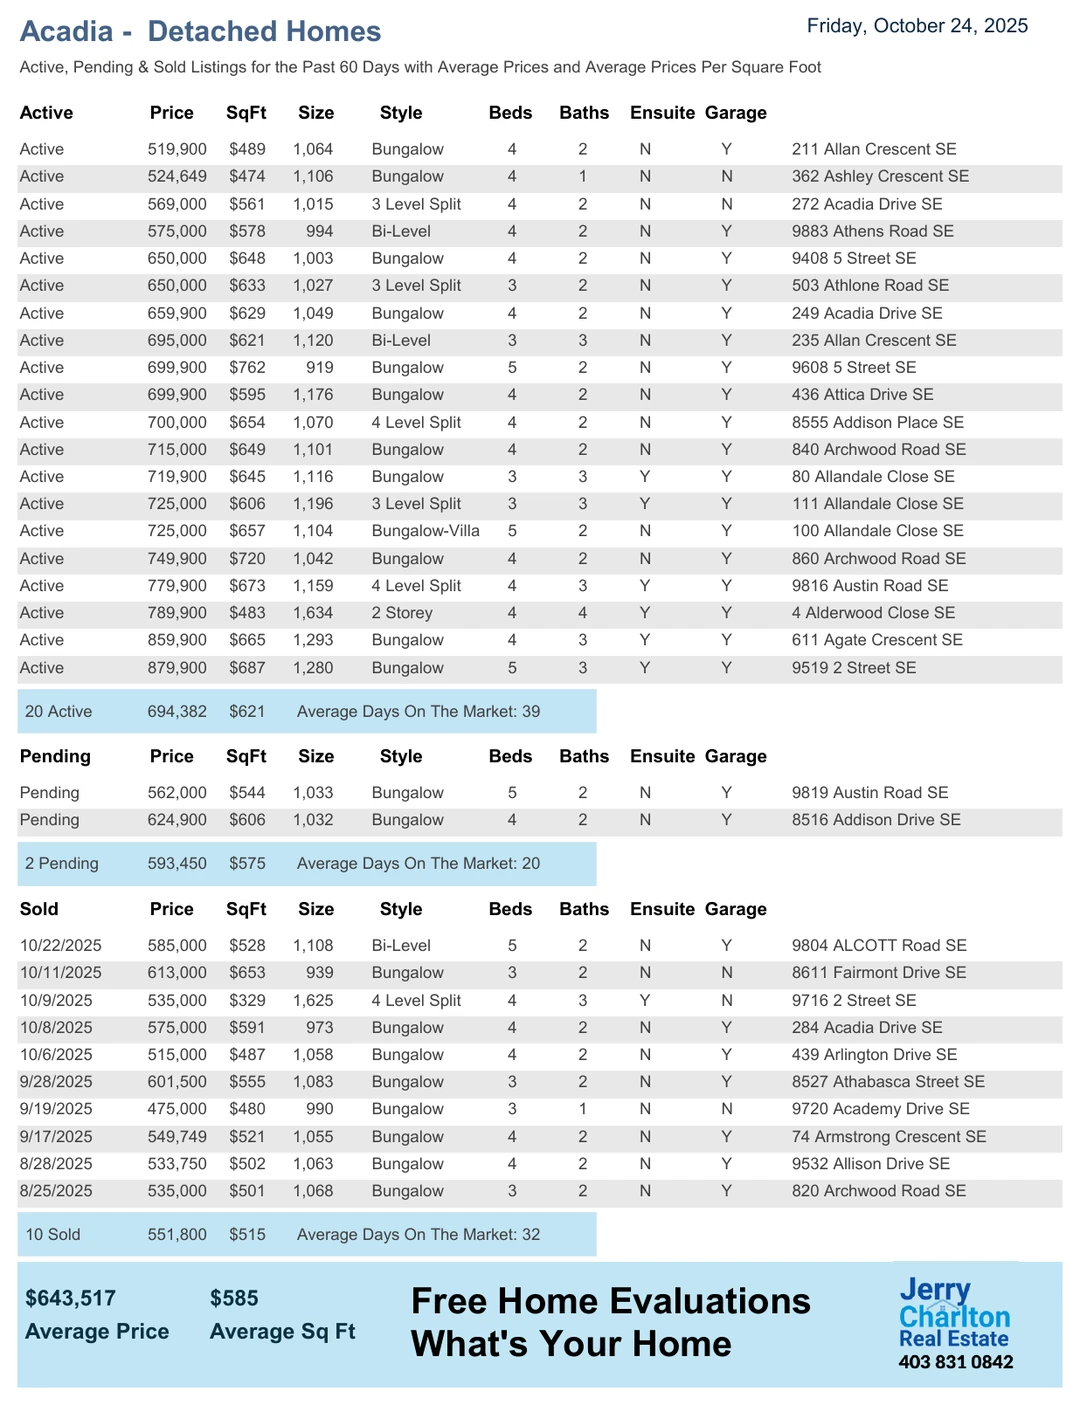 Acadia - Detached Homes
Friday, October 24, 2025
Active, Pending & Sold Listings for the Past 60 Days with Average Prices and Average Prices Per Square Foot
Active Price SqFt Size Style Beds Baths Ensuite Garage
Active 519,900 $489 1,064 Bungalow 4 2 N Y 211 Allan Crescent SE
Active 524,649 $474 1,106 Bungalow 4 1 N N 362 Ashley Crescent SE
Active 569,000 $561 1,015 3 Level Split 4 2 N N 272 Acadia Drive SE
Active 575,000 $578 994 Bi-Level 4 2 N Y 9883 Athens Road SE
Active 650,000 $648 1,003 Bungalow 4 2 N Y 9408 5 Street SE
Active 650,000 $633 1,027 3 Level Split 3 2 N Y 503 Athlone Road SE
Active 659,900 $629 1,049 Bungalow 4 2 N Y 249 Acadia Drive SE
Active 695,000 $621 1,120 Bi-Level 3 3 N Y 235 Allan Crescent SE
Active 699,900 $762 919 Bungalow 5 2 N Y 9608 5 Street SE
Active 699,900 $595 1,176 Bungalow 4 2 N Y 436 Attica Drive SE
Active 700,000 $654 1,070 4 Level Split 4 2 N Y 8555 Addison Place SE
Active 715,000 $649 1,101 Bungalow 4 2 N Y 840 Archwood Road SE
Active 719,900 $645 1,116 Bungalow 3 3 Y Y 80 Allandale Close SE
Active 725,000 $606 1,196 3 Level Split 3 3 Y Y 111 Allandale Close SE
Active 725,000 $657 1,104 Bungalow-Villa 5 2 N Y 100 Allandale Close SE
Active 749,900 $720 1,042 Bungalow 4 2 N Y 860 Archwood Road SE
Active 779,900 $673 1,159 4 Level Split 4 3 Y Y 9816 Austin Road SE
Active 789,900 $483 1,634 2 Storey 4 4 Y Y 4 Alderwood Close SE
Active 859,900 $665 1,293 Bungalow 4 3 Y Y 611 Agate Crescent SE
Active 879,900 $687 1,280 Bungalow 5 3 Y Y 9519 2 Street SE
20 Active 694,382 $621 Average Days On The Market: 39
Pending Price SqFt Size Style Beds Baths Ensuite Garage
Pending 562,000 $544 1,033 Bungalow 5 2 N Y 9819 Austin Road SE
Pending 624,900 $606 1,032 Bungalow 4 2 N Y 8516 Addison Drive SE
2 Pending 593,450 $575 Average Days On The Market: 20
Sold Price SqFt Size Style Beds Baths Ensuite Garage
10/22/2025 585,000 $528 1,108 Bi-Level 5 2 N Y 9804 ALCOTT Road SE
10/11/2025 613,000 $653 939 Bungalow 3 2 N N 8611 Fairmont Drive SE
10/9/2025 535,000 $329 1,625 4 Level Split 4 3 Y N 9716 2 Street SE
10/8/2025 575,000 $591 973 Bungalow 4 2 N Y 284 Acadia Drive SE
10/6/2025 515,000 $487 1,058 Bungalow 4 2 N Y 439 Arlington Drive SE
9/28/2025 601,500 $555 1,083 Bungalow 3 2 N Y 8527 Athabasca Street SE
9/19/2025 475,000 $480 990 Bungalow 3 1 N N 9720 Academy Drive SE
9/17/2025 549,749 $521 1,055 Bungalow 4 2 N Y 74 Armstrong Crescent SE
8/28/2025 533,750 $502 1,063 Bungalow 4 2 N Y 9532 Allison Drive SE
8/25/2025 535,000 $501 1,068 Bungalow 3 2 N Y 820 Archwood Road SE
10 Sold 551,800 $515 Average Days On The Market: 32
$643,517 $585
Average Price Average Sq Ft
Free Home Evaluations
What's Your Home
Jerry
Charlton
Real Estate
403 831 0842